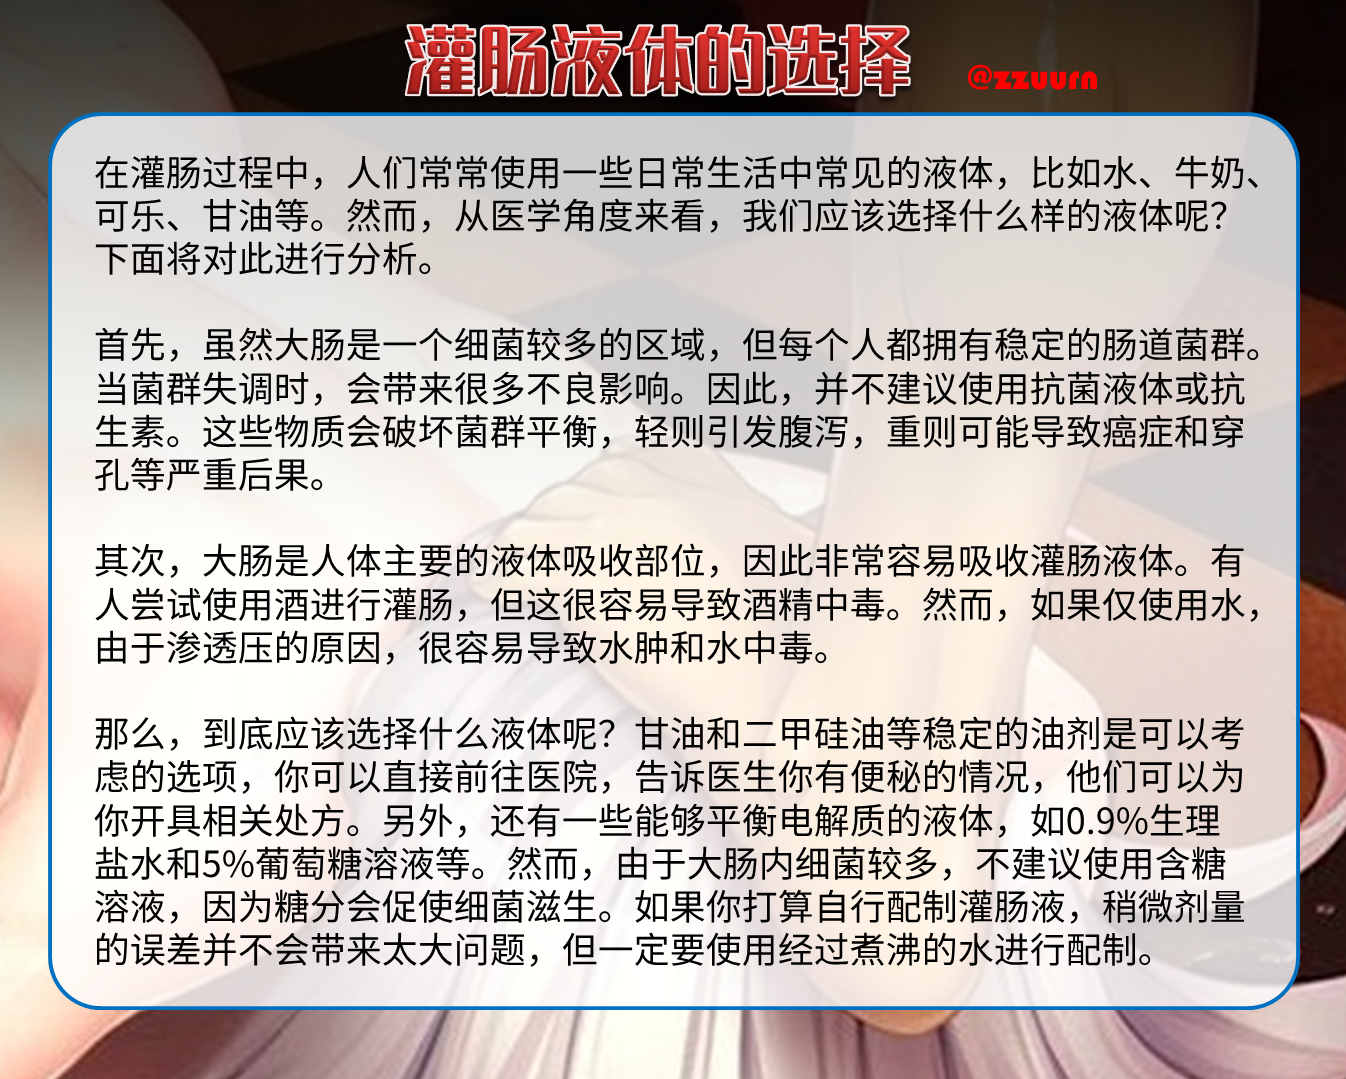 灌肠液体的选择
@zzuurn
在灌肠过程中，人们常常使用一些日常生活中常见的液体，比如水、牛奶、
可乐、甘油等。然而，从医学角度来看，我们应该选择什么样的液体呢？
下面将对此进行分析。
首先，虽然大肠是一个细菌较多的区域，但每个人都拥有稳定的肠道菌群。
当菌群失调时，会带来很多不良影响。因此，并不建议使用抗菌液体或抗
生素。这些物质会破坏菌群平衡，轻则引发腹泻，重则可能导致癌症和穿
孔等严重后果。
其次，大肠是人体主要的液体吸收部位，因此非常容易吸收灌肠液体。有
人尝试使用酒进行灌肠，但这很容易导致酒精中毒。然而，如果仅使用水，
由于渗透压的原因，很容易导致水肿和水中毒。
那么，到底应该选择什么液体呢？甘油和二甲硅油等稳定的油剂是可以考
虑的选项，你可以直接前往医院，告诉医生你有便秘的情况，他们可以为
你开具相关处方。另外，还有一些能够平衡电解质的液体，如0.9%生理
盐水和5%葡萄糖溶液等。然而，由于大肠内细菌较多，不建议使用含糖
溶液，因为糖分会促使细菌滋生。如果你打算自行配制灌肠液，稍微剂量
的误差并不会带来太大问题，但一定要使用经过煮沸的水进行配制。